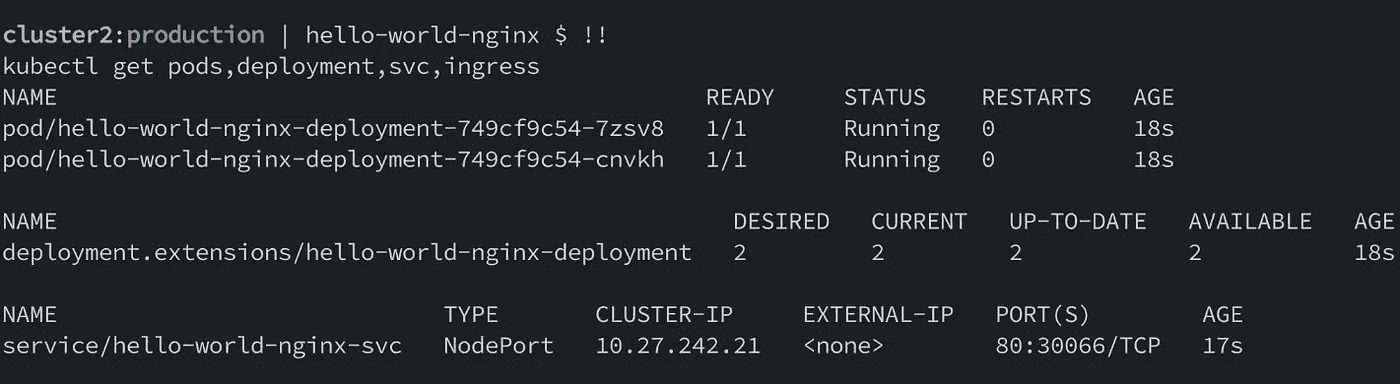 cluster2:production | hello-world-nginx $ !!
kubectl get pods,deployment,svc,ingress
NAME READY STATUS RESTARTS AGE
pod/hello-world-nginx-deployment-749cf9c54-7zsv8 1/1 Running 0 18s
pod/hello-world-nginx-deployment-749cf9c54-cnvkh 1/1 Running 0 18s
NAME DESIRED CURRENT UP-TO-DATE AVAILABLE AGE
deployment.extensions/hello-world-nginx-deployment 2 2 2 2 18s
NAME TYPE CLUSTER-IP EXTERNAL-IP PORT(S) AGE
service/hello-world-nginx-svc NodePort 10.27.242.21 <none> 80:30066/TCP 17s